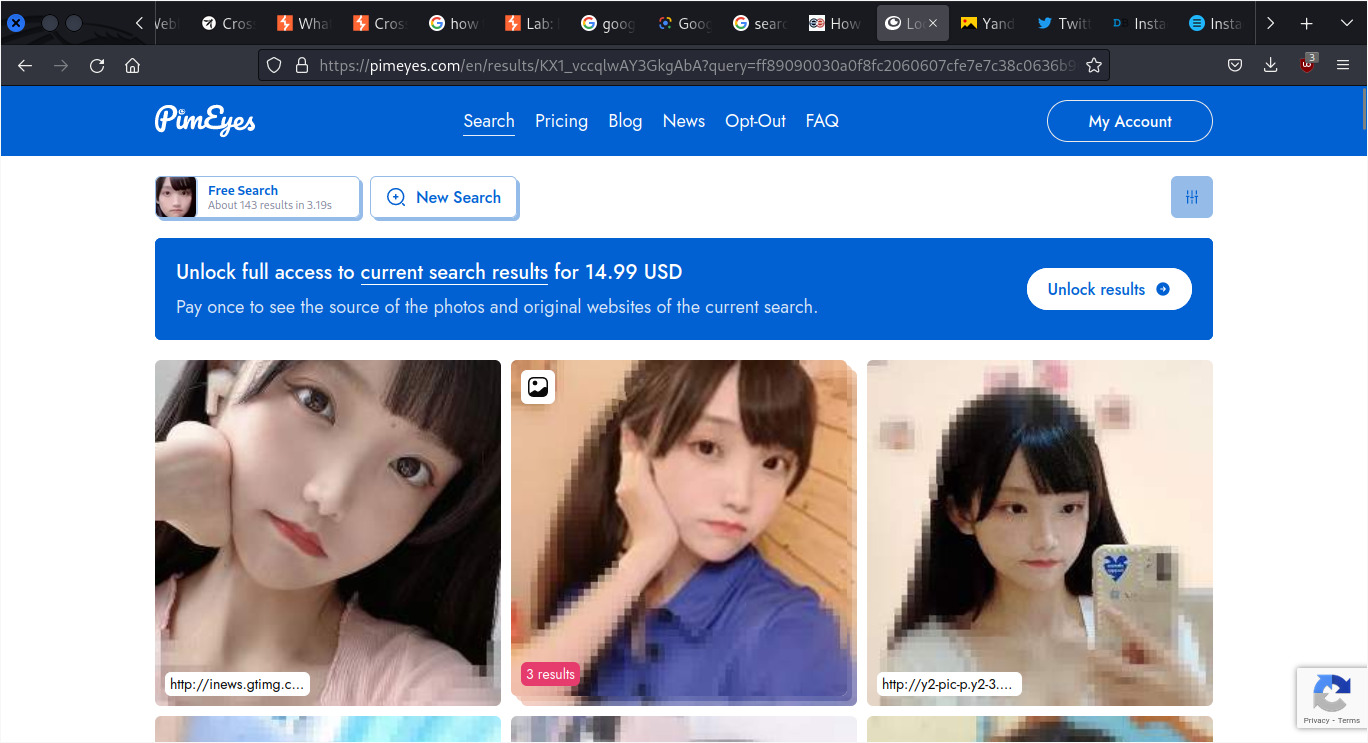 Web
Cros
Wha
Cros
how
Lab:
goog
Goog
sear
How
Lo
Yand
Twit
Insta
Insta
https://pimeyes.com/en/results/KX1_vccqlwAY3GkgAbA?query=ff89090030a0f8fc2060607cfe7e7c38c0636b9
3
PimEyes
Search Pricing Blog News Opt-Out FAQ
My Account
Free Search
About 143 results in 3.19s
New Search
Unlock full access to current search results for 14.99 USD
Pay once to see the source of the photos and original websites of the current search.
Unlock results
http://inews.gtimg.c...
3 results
http://y2-pic-p.y2-3....
Privacy - Terms